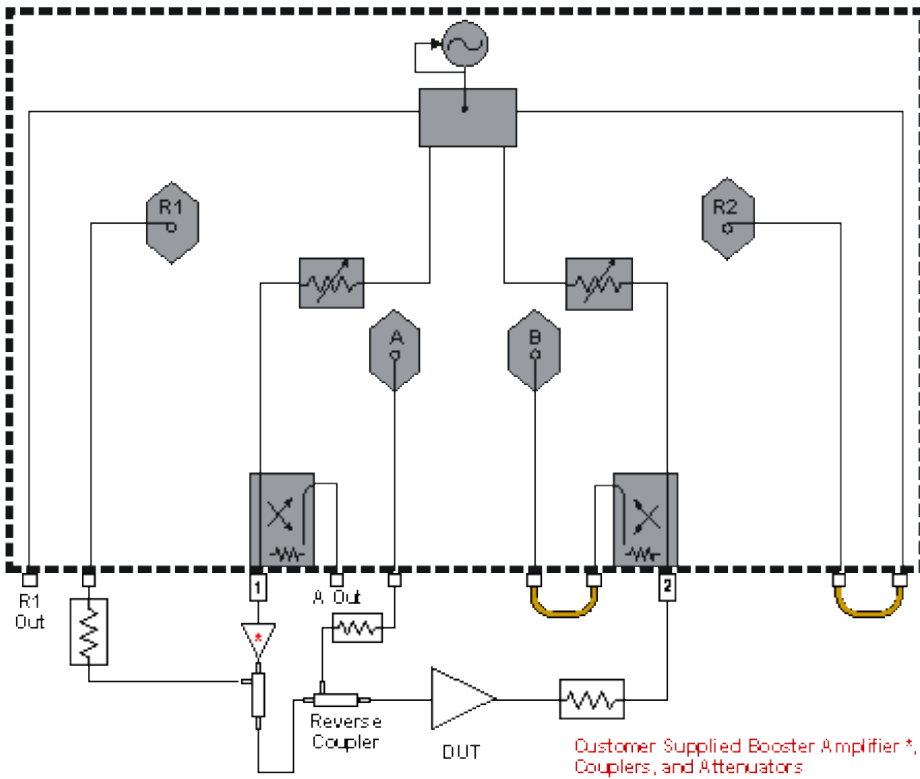 R1
R2
A
B
1
2
R1
Out
A Out
*
Reverse
Coupler
DUT
Customer Supplied Booster Amplifier *,
Couplers, and Attenuators